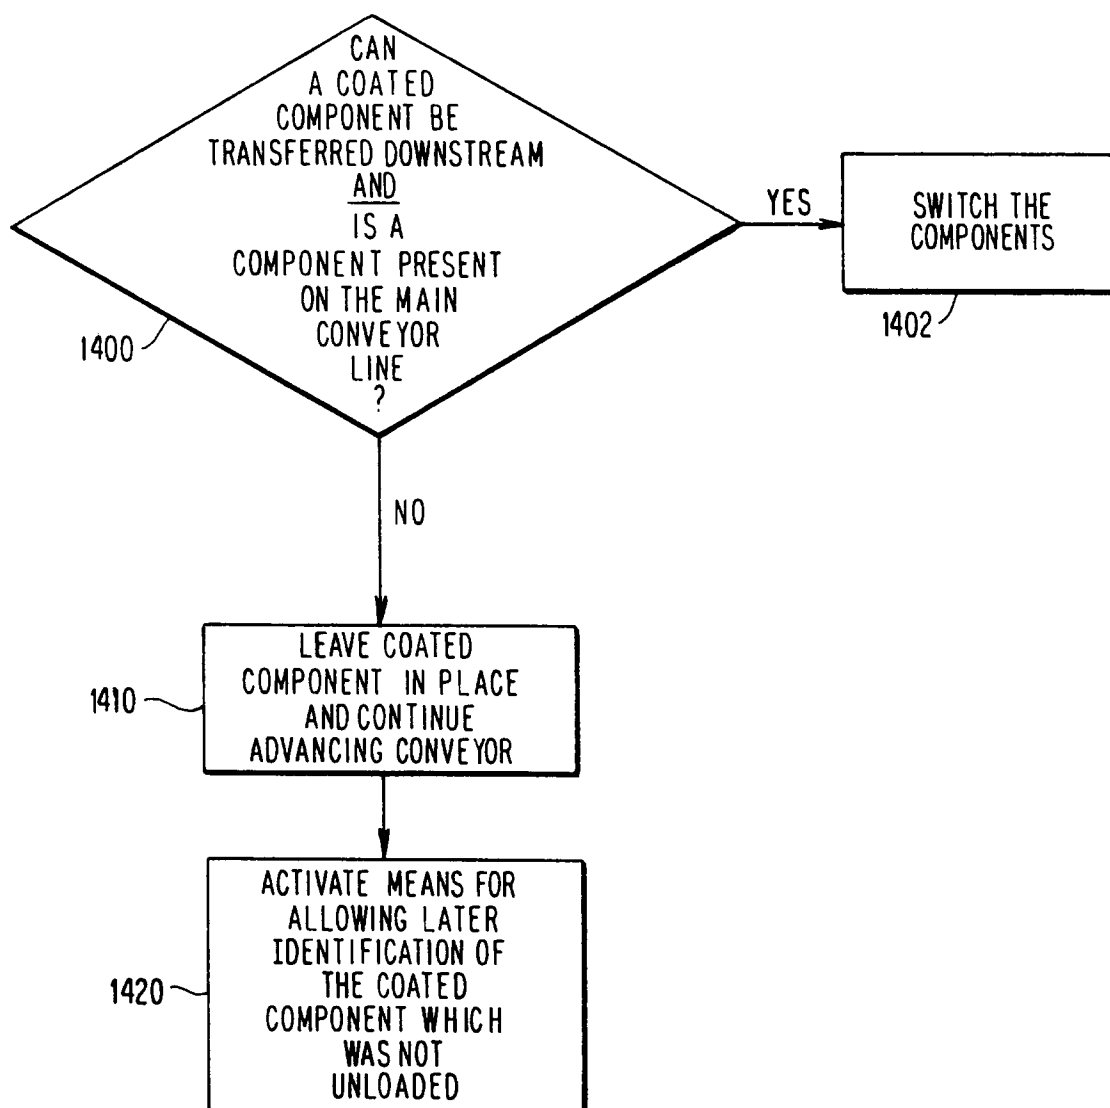 CAN
A COATED
COMPONENT BE
TRANSFERRED DOWNSTREAM
AND
IS A
COMPONENT PRESENT
ON THE MAIN
CONVEYOR
LINE
?
1400
YES
SWITCH THE
COMPONENTS
1402
NO
LEAVE COATED
COMPONENT IN PLACE
AND CONTINUE
ADVANCING CONVEYOR
1410
ACTIVATE MEANS FOR
ALLOWING LATER
IDENTIFICATION OF
THE COATED
COMPONENT WHICH
WAS NOT
UNLOADED
1420